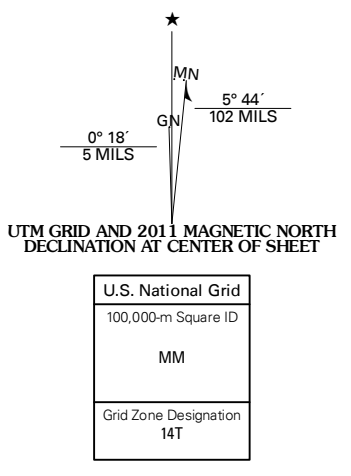 ★
MN
GN
5° 44´
102 MILS
0° 18´
5 MILS
UTM GRID AND 2011 MAGNETIC NORTH
DECLINATION AT CENTER OF SHEET
U.S. National Grid
100,000-m Square ID
MM
Grid Zone Designation
14T